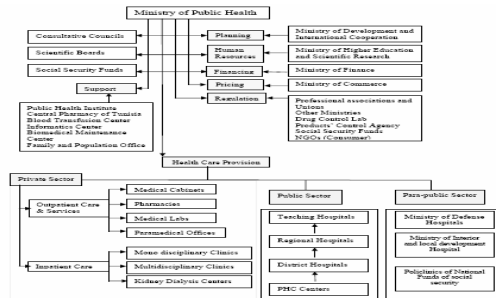 Ministry of Public Health
Consultative Councils
Planning
Ministry of Development and
International Cooperation
Scientific Boards
Human
Resources
Ministry of Higher Education
and Scientific Research
Social Security Funds
Financing
Ministry of Finance
Support
Pricing
Ministry of Commerce
Regulation
Public Health Institute
Central Pharmacy of Tunisia
Blood Transfusion Center
Informatics Center
Biomedical Maintenance
Center
Family and Population Office
Professional associations and
Unions
Other Ministries
Drug Control Lab
Products' Control Agency
Social Security Funds
NGOs (Consumer)
Health Care Provision
Private Sector
Outpatient Care
& Services
Medical Cabinets
Pharmacies
Medical Labs
Paramedical Offices
Inpatient Care
Mono disciplinary Clinics
Multidisciplinary Clinics
Kidney Dialysis Centers
Public Sector
Teaching Hospitals
Regional Hospitals
District Hospitals
PHC Centers
Para-public Sector
Ministry of Defense
Hospitals
Ministry of Interior
and local development
Hospital
Policlinics of National
Funds of social
security